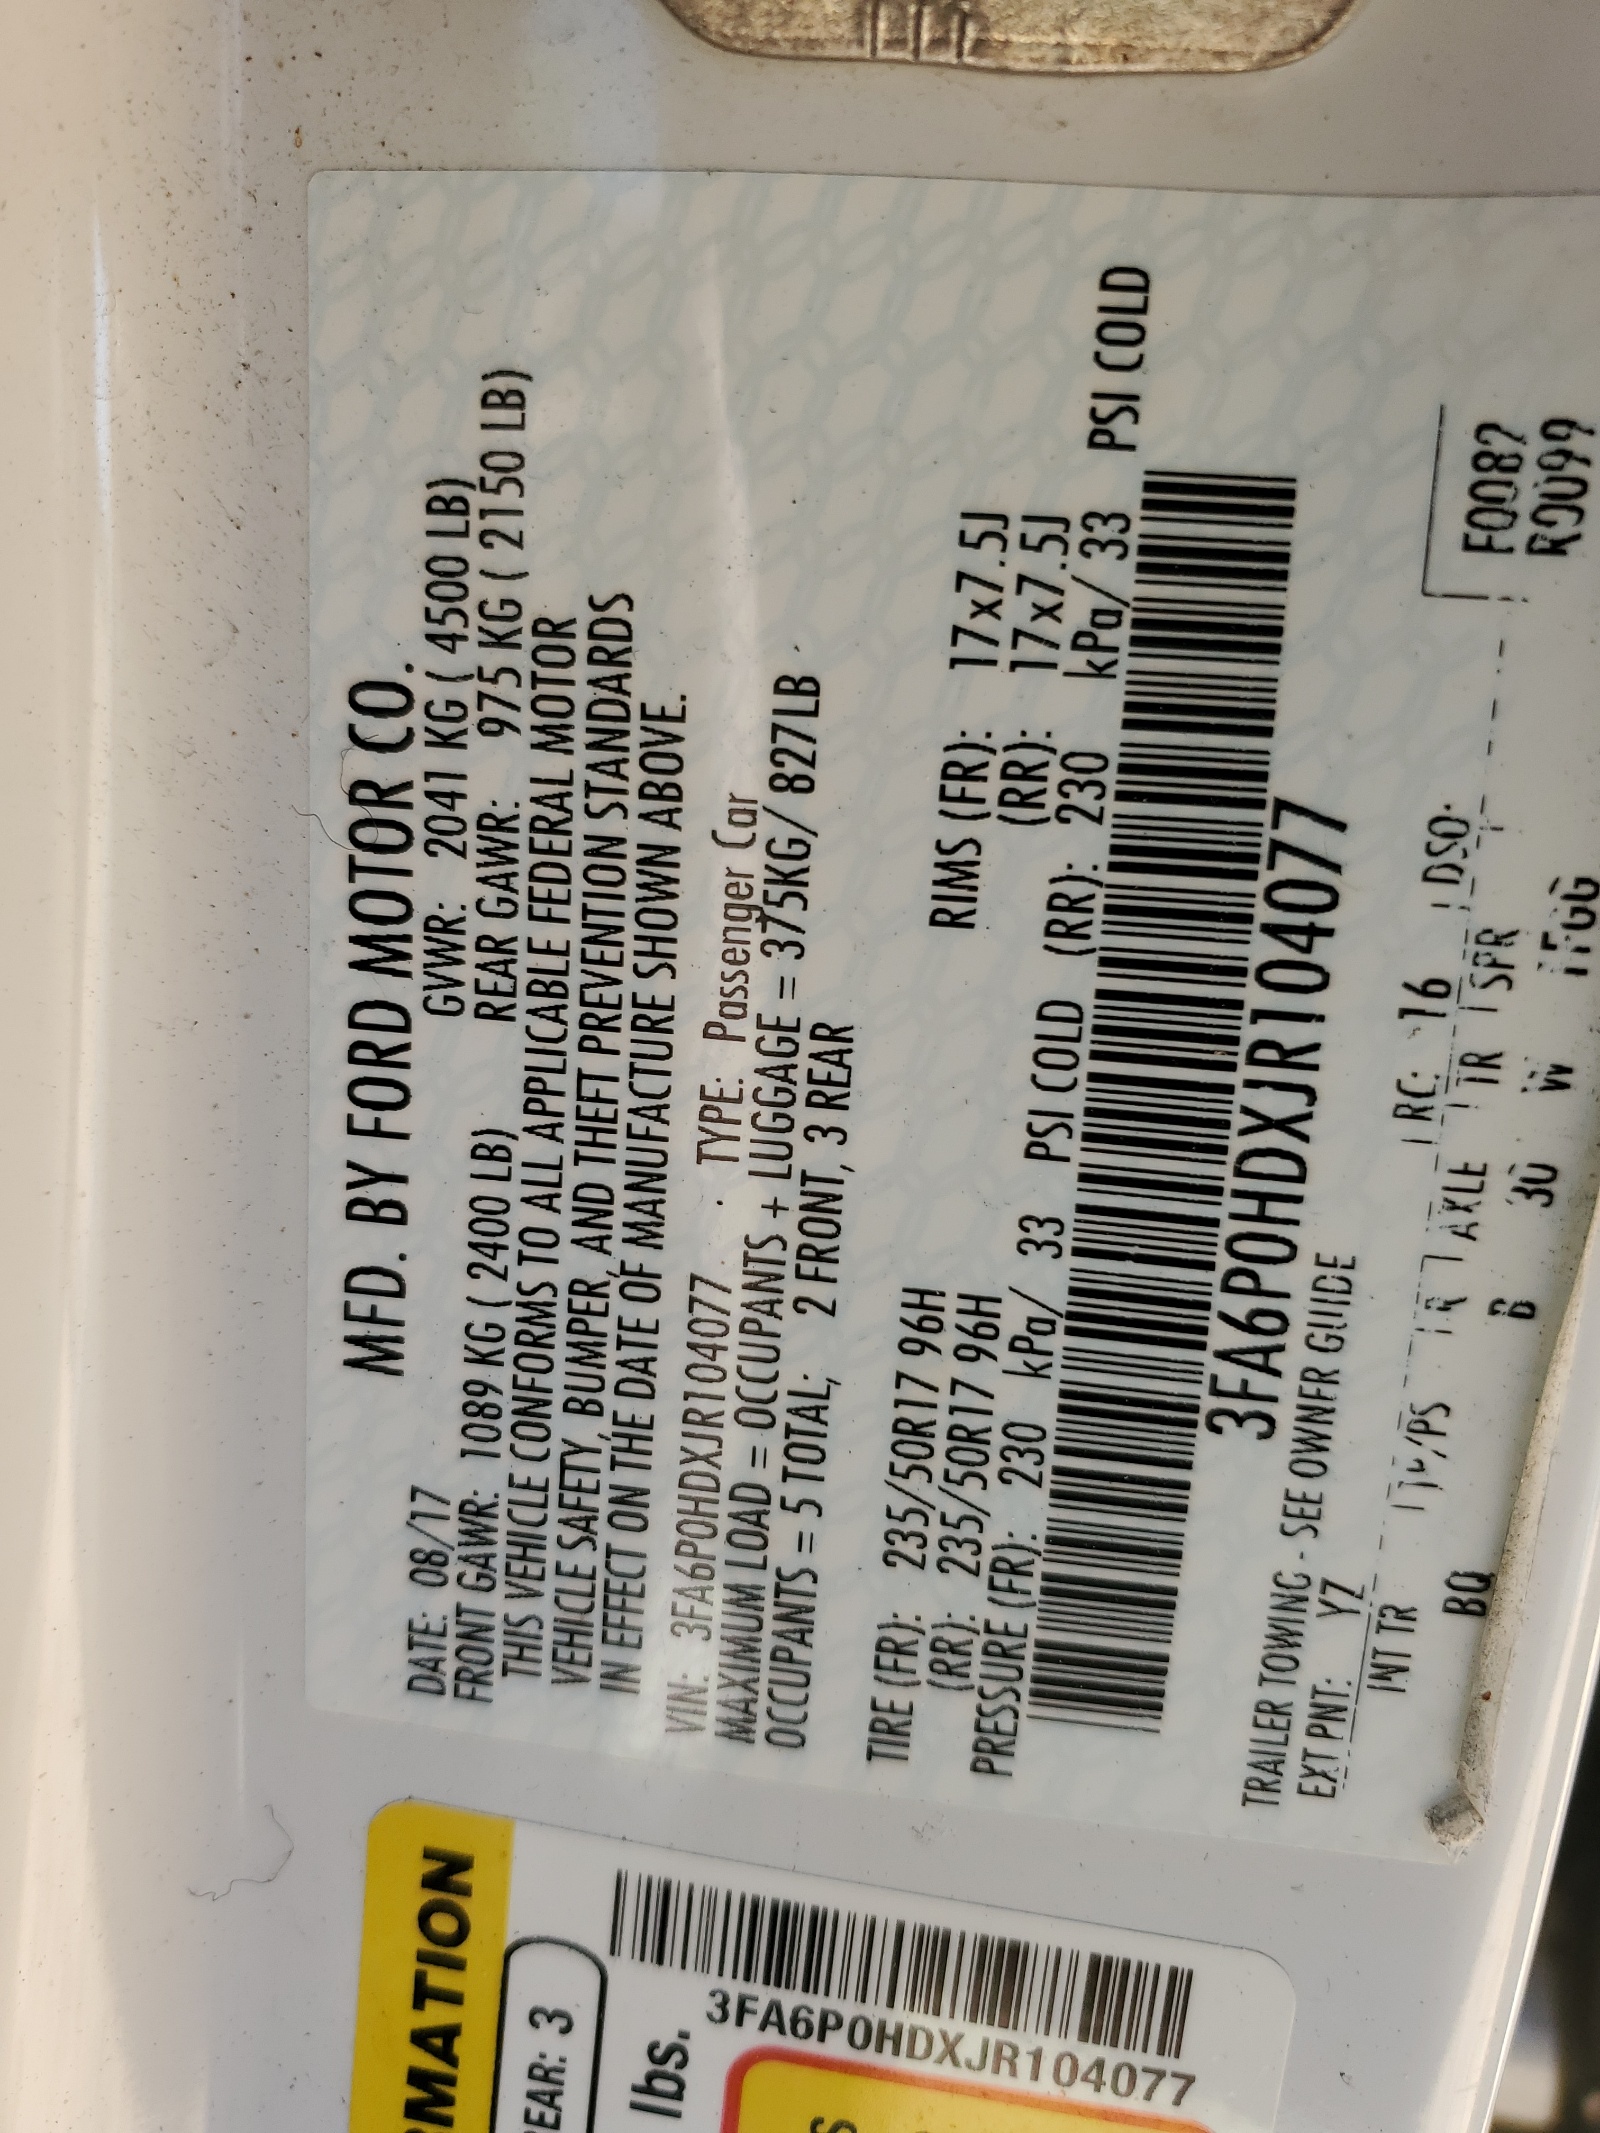 MFD. BY FORD MOTOR CO.
DATE: 08/17 GVWR: 2041 KG ( 4500 LB)
FRONT GAWR: 1089 KG ( 2400 LB) REAR GAWR: 975 KG ( 2150 LB)
THIS VEHICLE CONFORMS TO ALL APPLICABLE FEDERAL MOTOR
VEHICLE SAFETY, BUMPER, AND THEFT PREVENTION STANDARDS
IN EFFECT ON THE DATE OF MANUFACTURE SHOWN ABOVE.
VIN: 3FA6P0HDXJR104077 TYPE: Passenger Car
MAXIMUM LOAD = OCCUPANTS + LUGGAGE = 375KG/ 827LB
OCCUPANTS = 5 TOTAL; 2 FRONT, 3 REAR
TIRE (FR): 235/50R17 96H RIMS (FR): 17x7.5J
(RR): 235/50R17 96H (RR): 17x7.5J
PRESSURE (FR): 230 kPa/ 33 PSI COLD (RR): 230 kPa/ 33 PSI COLD
3FA6P0HDXJR104077
TRAILER TOWING - SEE OWNER GUIDE
EXT PNT: YZ RC: 16 DSO:
INT TR TP/PS R AXLE TR SPR
BQ B 30 W
F0082
R0099
RMATION
EAR: 3
lbs.
3FA6P0HDXJR104077